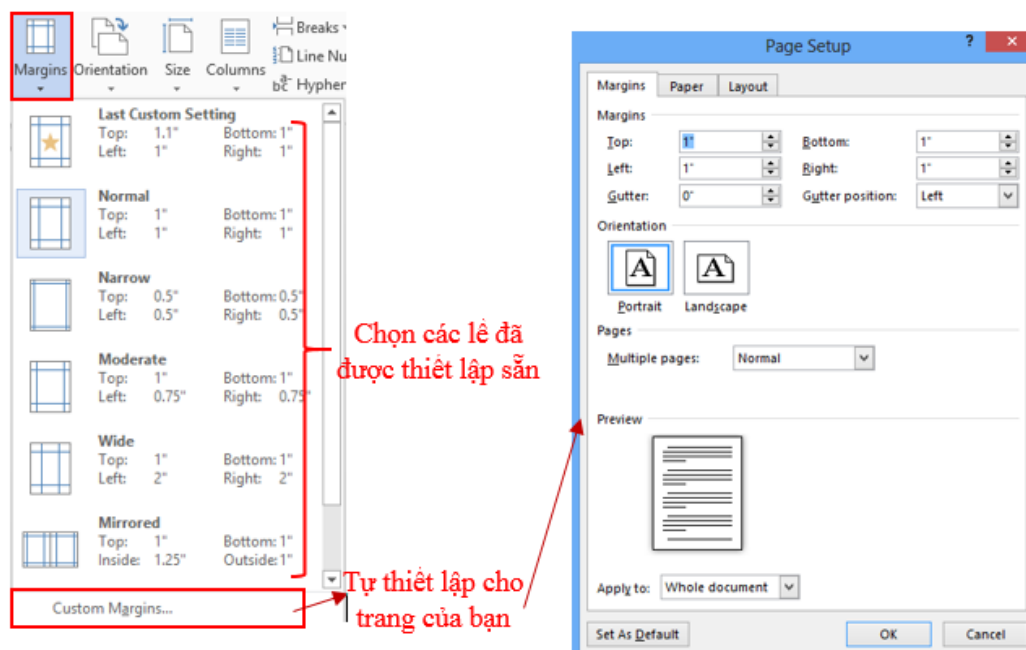 Margins Orientation Size Columns
Breaks
Line Nu
Hypher
Last Custom Setting
Top: 1.1" Bottom: 1"
Left: 1" Right: 1"
Normal
Top: 1" Bottom: 1"
Left: 1" Right: 1"
Narrow
Top: 0.5" Bottom: 0.5"
Left: 0.5" Right: 0.5"
Moderate
Top: 1" Bottom: 1"
Left: 0.75" Right: 0.75"
Wide
Top: 1" Bottom: 1"
Left: 2" Right: 2"
Mirrored
Top: 1" Bottom: 1"
Inside: 1.25" Outside: 1"
Custom Margins...
Chọn các lề đã
được thiết lập sẵn
Tự thiết lập cho
trang của bạn
Page Setup ?
Margins Paper Layout
Margins
Top: 1" Bottom: 1"
Left: 1" Right: 1"
Gutter: 0" Gutter position: Left
Orientation
A A
Portrait Landscape
Pages
Multiple pages: Normal
Preview
Apply to: Whole document
Set As Default OK Cancel